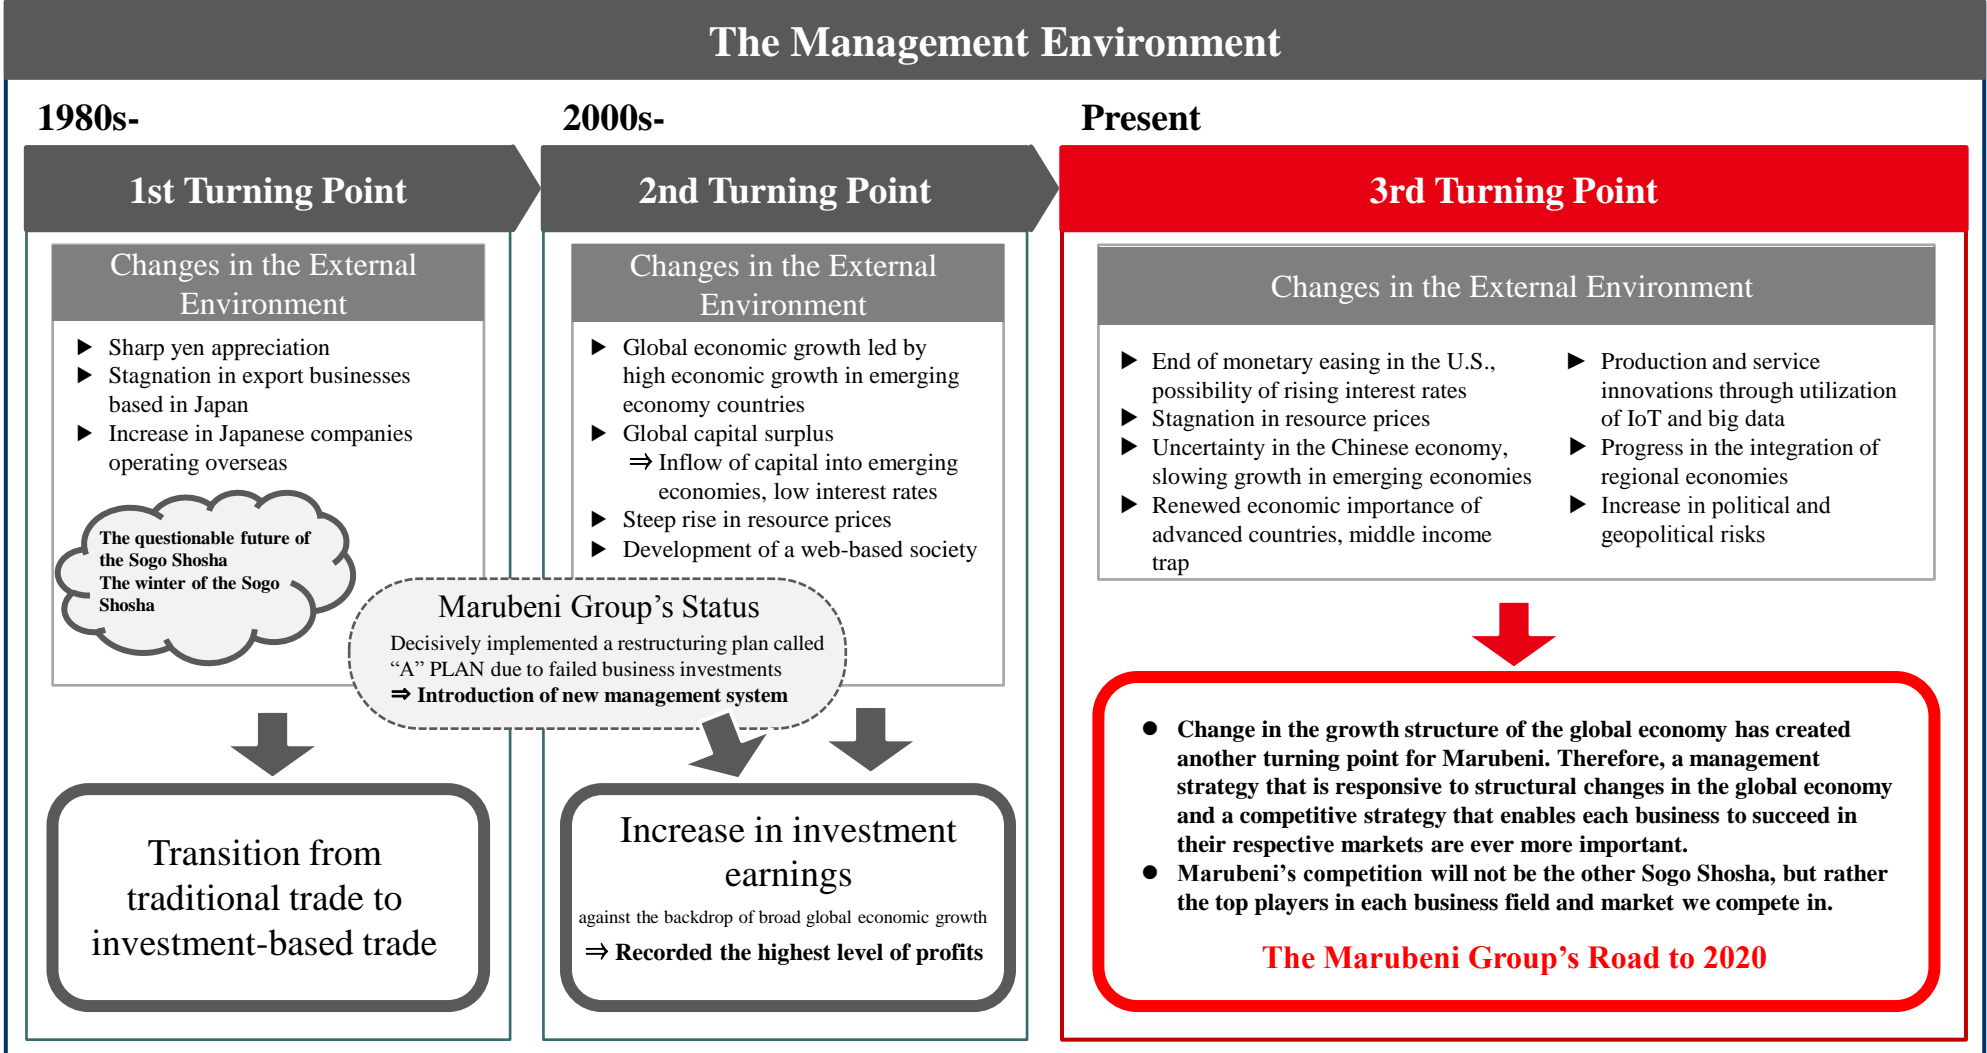 The Management Environment
1980s-
1st Turning Point
Changes in the External
Environment
▶ Sharp yen appreciation
▶ Stagnation in export businesses
based in Japan
▶ Increase in Japanese companies
operating overseas
The questionable future of
the Sogo Shosha
The winter of the Sogo
Shosha
Transition from
traditional trade to
investment-based trade
2000s-
2nd Turning Point
Changes in the External
Environment
▶ Global economic growth led by
high economic growth in emerging
economy countries
▶ Global capital surplus
⇒ Inflow of capital into emerging
economies, low interest rates
▶ Steep rise in resource prices
▶ Development of a web-based society
Marubeni Group’s Status
Decisively implemented a restructuring plan called
“A” PLAN due to failed business investments
⇒ Introduction of new management system
Increase in investment
earnings
against the backdrop of broad global economic growth
⇒ Recorded the highest level of profits
Present
3rd Turning Point
Changes in the External Environment
▶ End of monetary easing in the U.S.,
possibility of rising interest rates
▶ Stagnation in resource prices
▶ Uncertainty in the Chinese economy,
slowing growth in emerging economies
▶ Renewed economic importance of
advanced countries, middle income
trap
▶ Production and service
innovations through utilization
of IoT and big data
▶ Progress in the integration of
regional economies
▶ Increase in political and
geopolitical risks
● Change in the growth structure of the global economy has created
another turning point for Marubeni. Therefore, a management
strategy that is responsive to structural changes in the global economy
and a competitive strategy that enables each business to succeed in
their respective markets are ever more important.
● Marubeni’s competition will not be the other Sogo Shosha, but rather
the top players in each business field and market we compete in.
The Marubeni Group’s Road to 2020